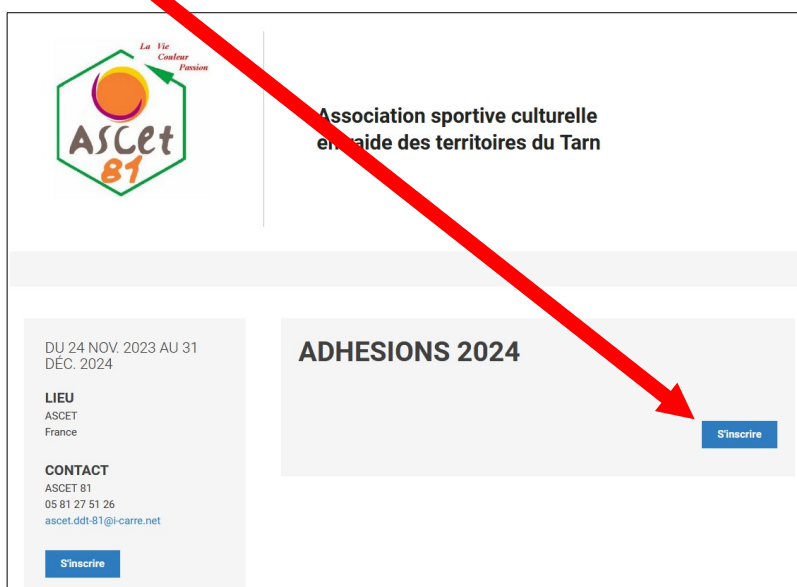 La Vie
Couleur
Passion
ASCet
81
Association sportive culturelle
des territoires du Tarn
DU 24 NOV. 2023 AU 31
DÉC. 2024
LIEU
ASCET
France
CONTACT
ASCET 81
05 81 27 51 26
ascet.ddt-81@i-carre.net
S'inscrire
ADHESIONS 2024
S'inscrire